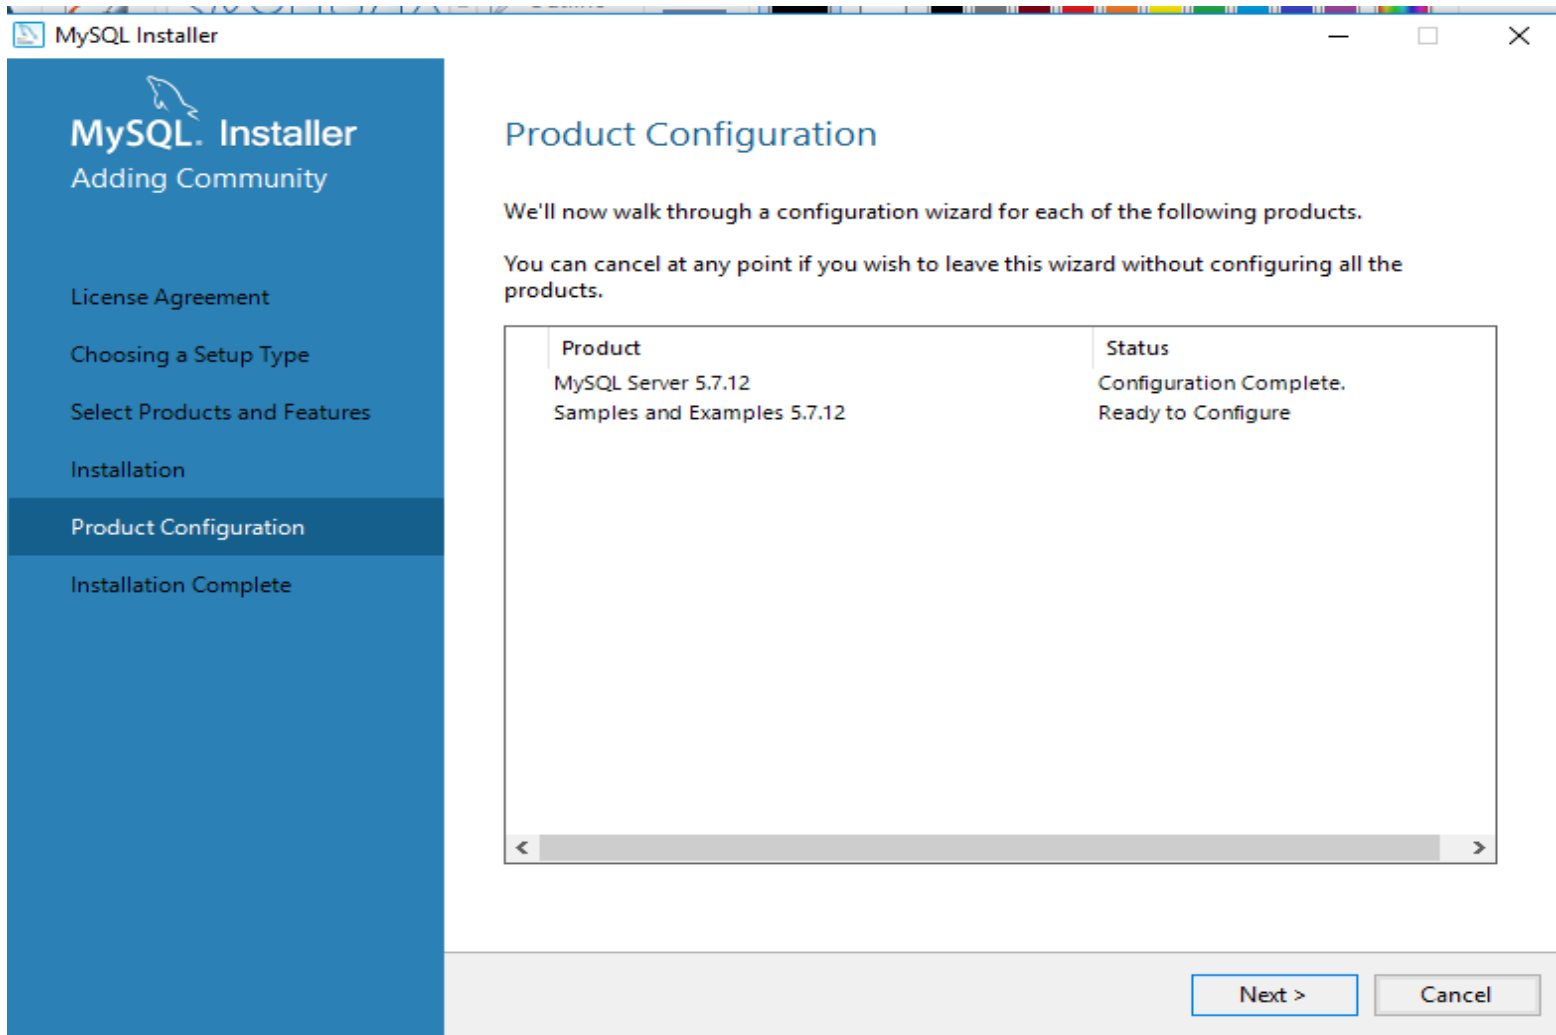 Outline
MySQL Installer
MySQL. Installer
Adding Community
License Agreement
Choosing a Setup Type
Select Products and Features
Installation
Product Configuration
Installation Complete
Product Configuration
We'll now walk through a configuration wizard for each of the following products.
You can cancel at any point if you wish to leave this wizard without configuring all the
products.
Product Status
MySQL Server 5.7.12 Configuration Complete.
Samples and Examples 5.7.12 Ready to Configure
Next >
Cancel